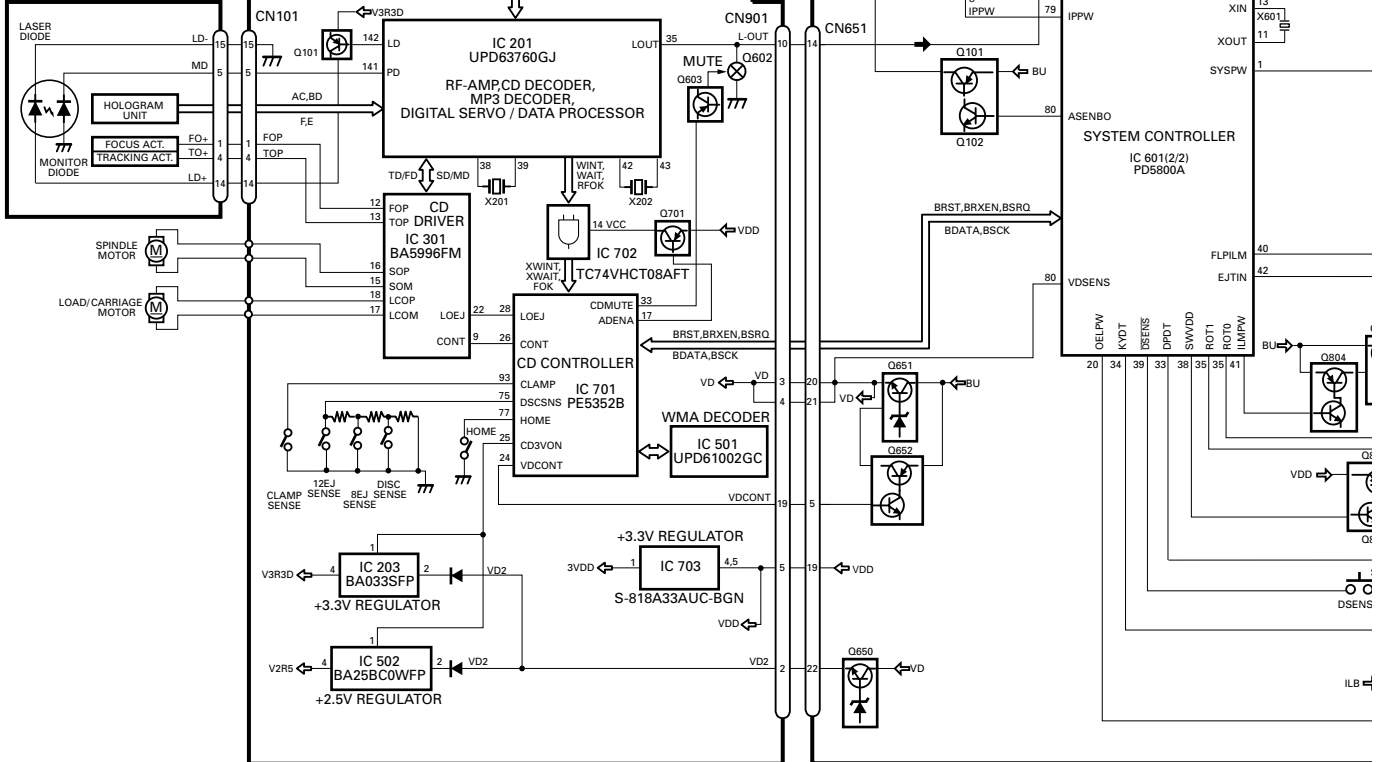 CN101
V3R3D
CN901
CN651
IPPW
79
IPPW
XIN
13
X601
LASER
DIODE
LD-
15
15
Q101
142
LD
IC 201
UPD63760GJ
LOUT
35
L-OUT
10
14
Q602
XOUT
11
MD
5
5
141
PD
MUTE
Q603
Q101
BU
SYSPW
1
RF-AMP,CD DECODER,
MP3 DECODER,
DIGITAL SERVO / DATA PROCESSOR
HOLOGRAM
UNIT
AC,BD
F,E
80
ASENBO
Q102
SYSTEM CONTROLLER
IC 601(2/2)
PD5800A
FOCUS ACT.
FO+
1
1
FOP
TRACKING ACT.
TO+
4
4
TOP
MONITOR
DIODE
LD+
14
14
TD/FD
SD/MD
38
39
X201
WINT,
WAIT,
RFOK
42
43
X202
12
FOP
13
TOP
CD
DRIVER
IC 301
BA5996FM
14 VCC
Q701
VDD
IC 702
TC74VHCT08AFT
BRST,BRXEN,BSRQ
BDATA,BSCK
SPINDLE
MOTOR
M
16
SOP
15
SOM
XWINT,
XWAIT,
FOK
FLPILM
40
EJTIN
42
80
VDSENS
LOAD/CARRIAGE
MOTOR
M
18
LCOP
17
LCOM
LOEJ
22
28
LOEJ
CDMUTE
33
ADENA
17
CONT
9
26
CONT
BRST,BRXEN,BSRQ
BDATA,BSCK
OELPW
KYDT
DSENS
DPDT
SWVDD
ROT1
ROT0
ILMPW
20
34
39
33
38
35
35
41
BU
Q804
CD CONTROLLER
IC 701
PE5352B
93
CLAMP
75
DSCSNS
77
HOME
25
CD3VON
24
VDCONT
VD
VD
3
20
4
21
VD
Q651
BU
WMA DECODER
IC 501
UPD61002GC
HOME
Q652
VDD
CLAMP
SENSE
12EJ
SENSE
8EJ
SENSE
DISC
SENSE
VDCONT
19
5
+3.3V REGULATOR
1
IC 203
BA033SFP
V3R3D
4
2
VD2
+3.3V REGULATOR
3VDD
1
IC 703
4,5
5
19
VDD
S-818A33AUC-BGN
VDD
DSENS
1
IC 502
BA25BC0WFP
V2R5
4
2
VD2
+2.5V REGULATOR
VD2
2
22
Q650
VD
ILB